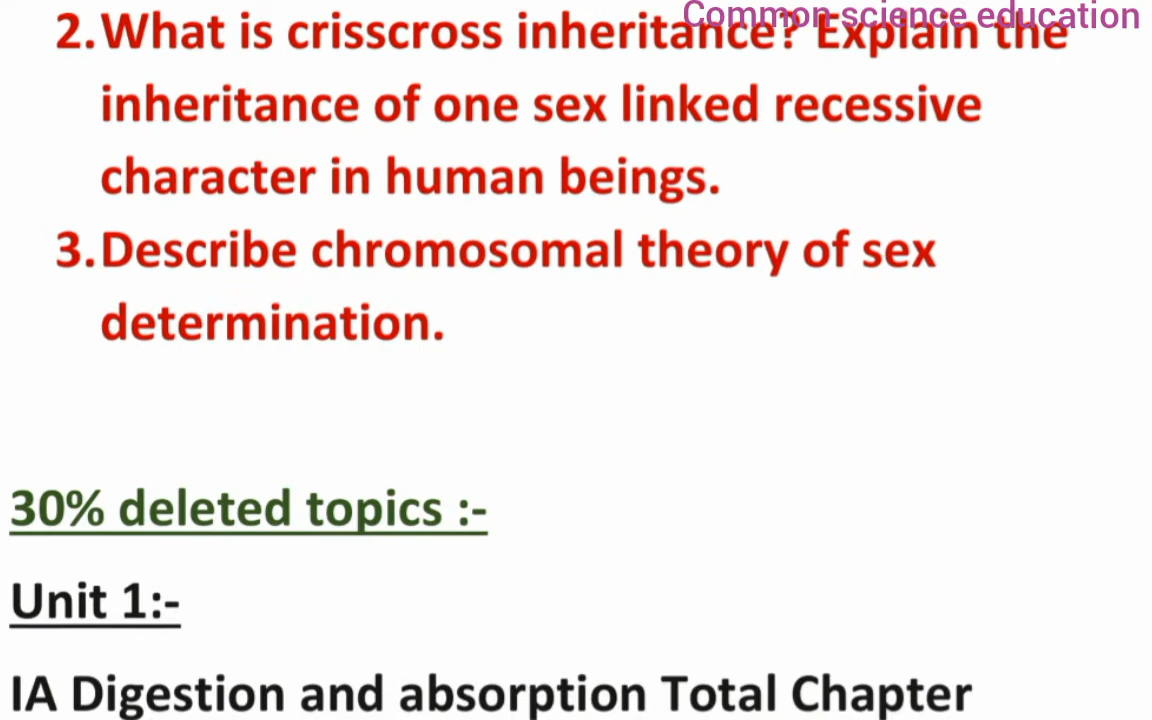 Common science education
2.What is crisscross inheritance? Explain the
inheritance of one sex linked recessive
character in human beings.
3.Describe chromosomal theory of sex
determination.
30% deleted topics :-
Unit 1:-
IA Digestion and absorption Total Chapter